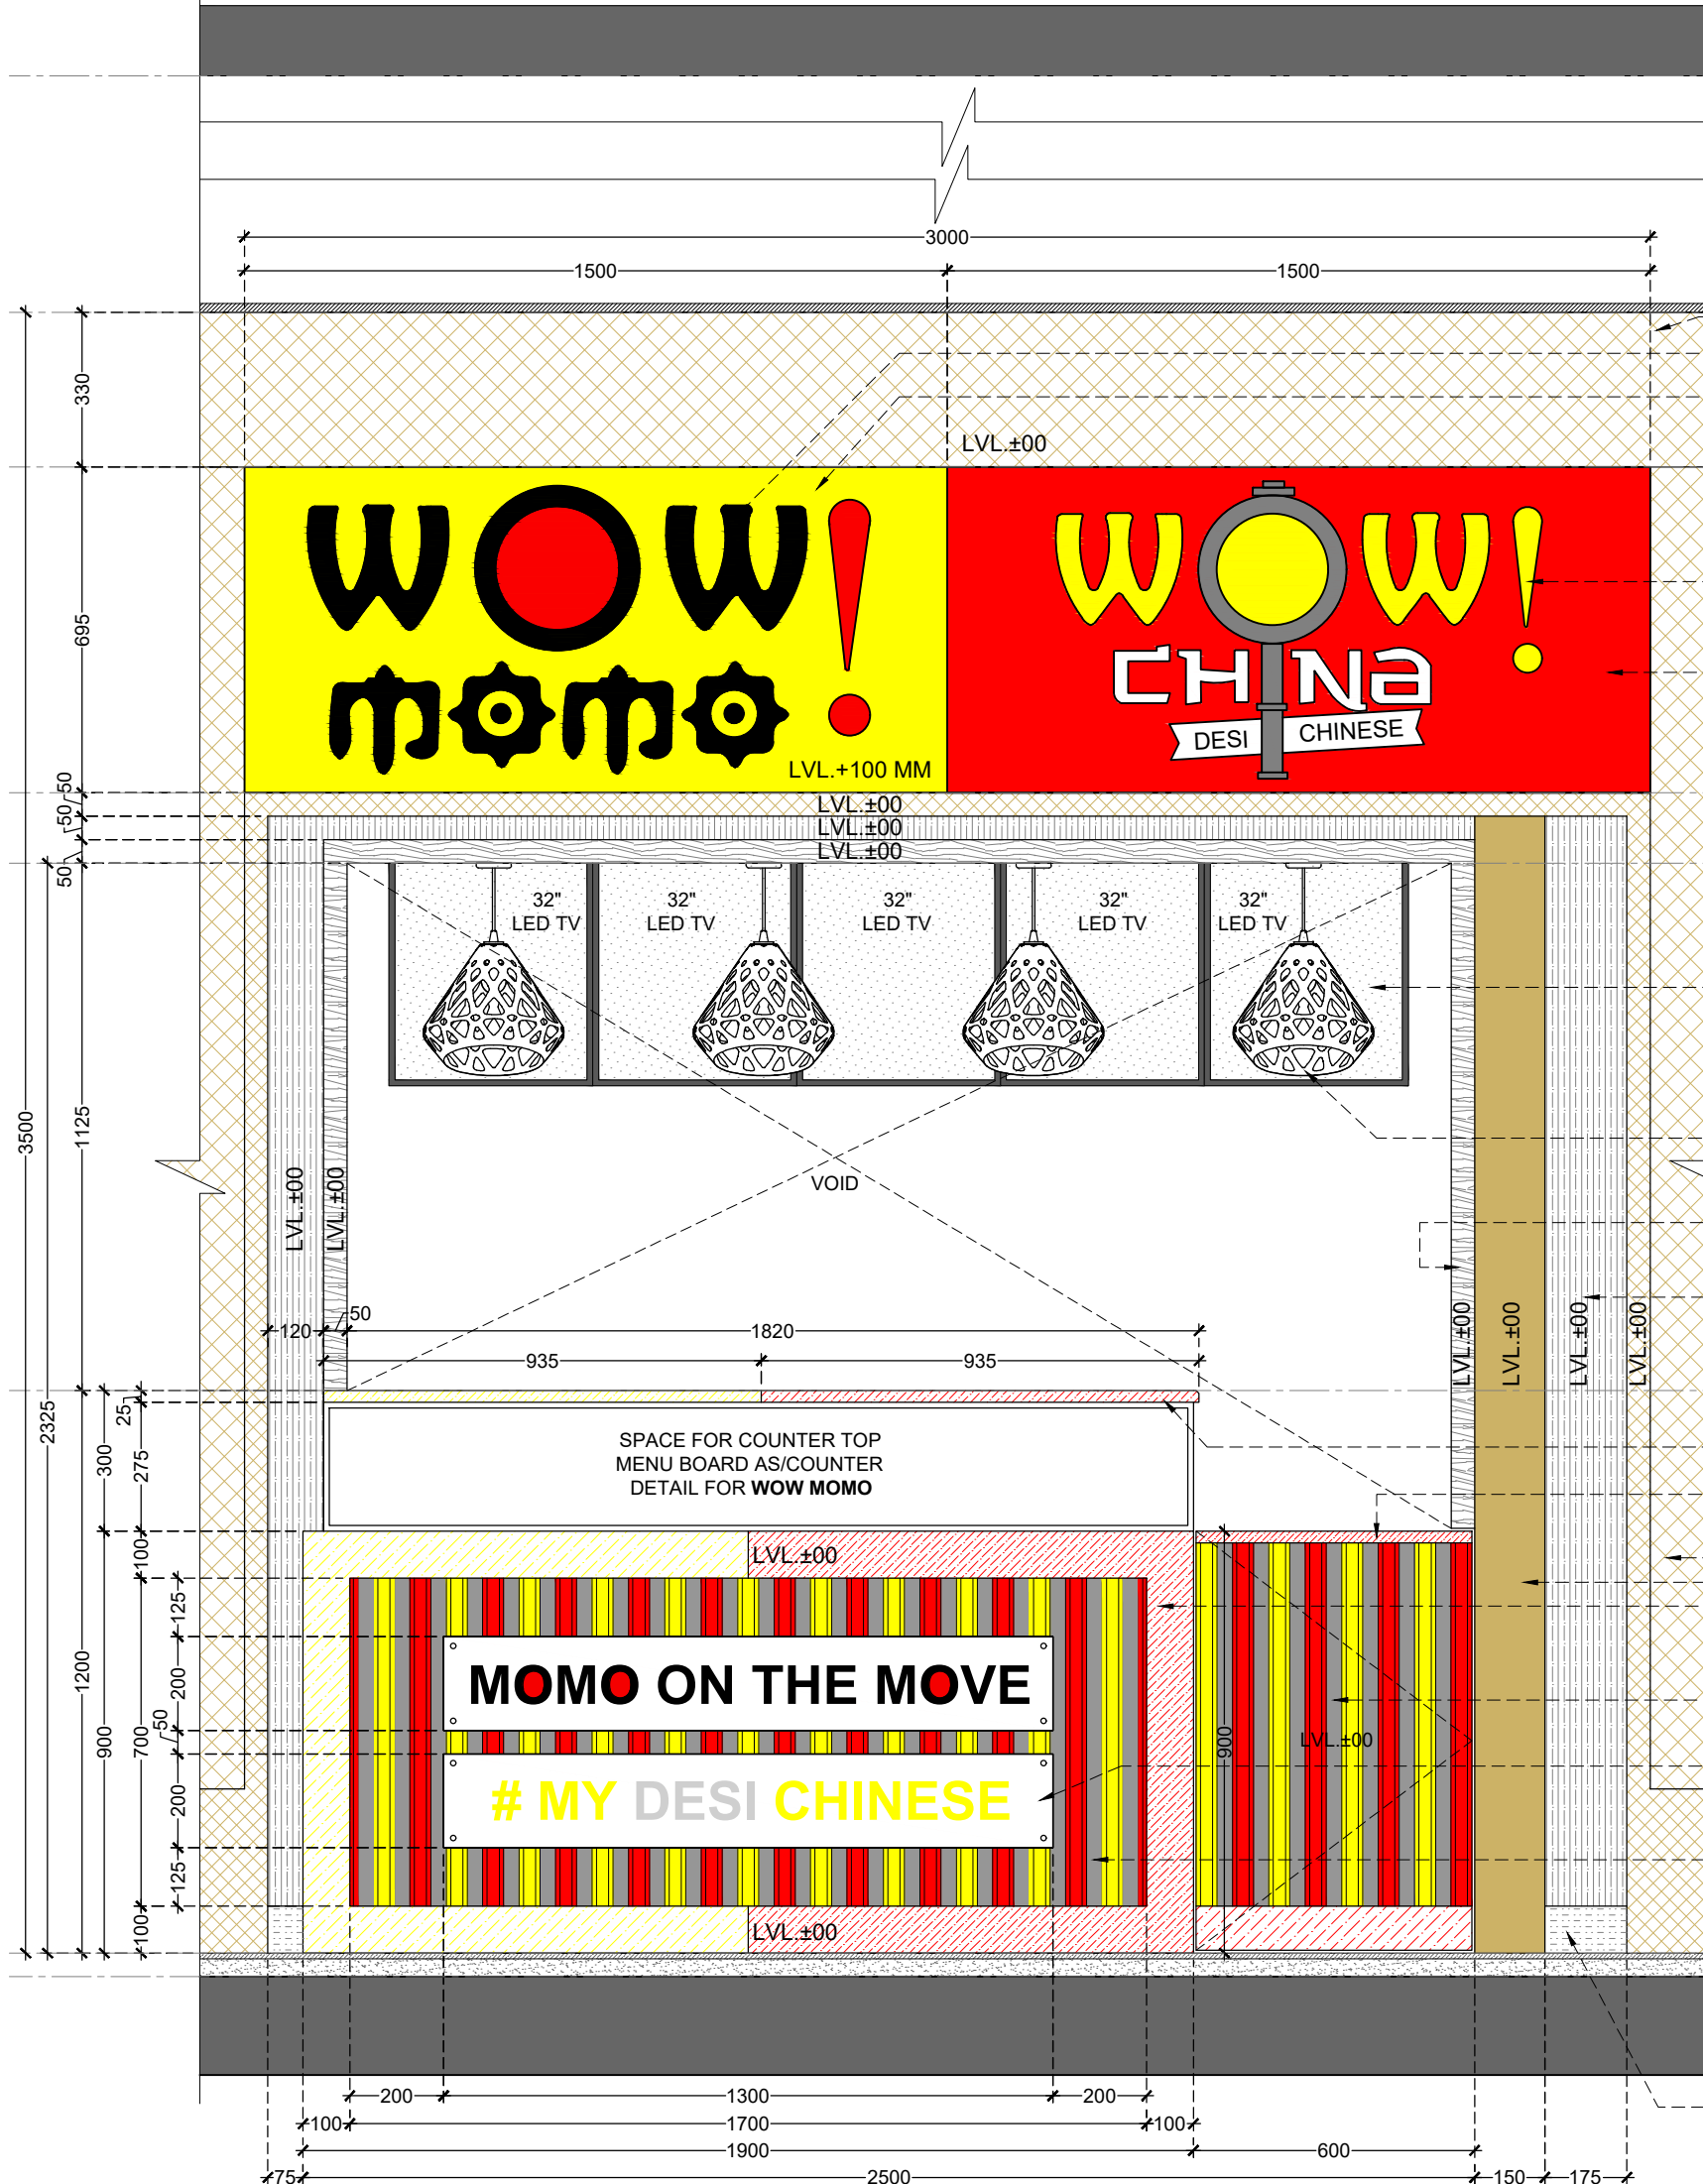 3000
1500
1500
330
LVL.±00
WOW!
MOMO
LVL.+100 MM
WOW!
CHINA
DESI CHINESE
695
50
50
50
LVL.±00
LVL.±00
LVL.±00
32"
LED TV
32"
LED TV
32"
LED TV
32"
LED TV
32"
LED TV
3500
1125
VOID
LVL.±00
LVL.±00
LVL.±00
LVL.±00
LVL.±00
LVL.±00
50
120
1820
935
935
2325
25
300
275
SPACE FOR COUNTER TOP
MENU BOARD AS/COUNTER
DETAIL FOR WOW MOMO
100
LVL.±00
125
1200
200
MOMO ON THE MOVE
50
900
700
900
LVL.±00
200
# MY DESI CHINESE
125
100
LVL.±00
200
1300
200
100
1700
100
1900
600
75
2500
150
175